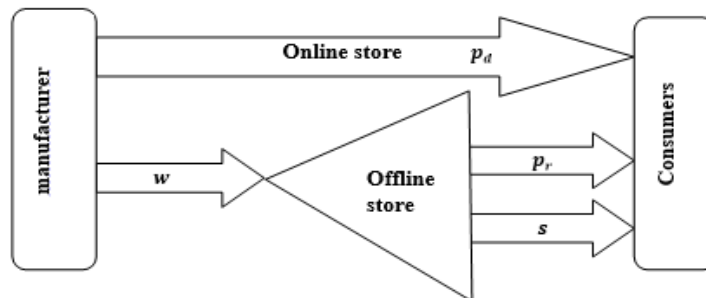 manufacturer
Online store p_d
w
Offline
store
p_r
s
Consumers